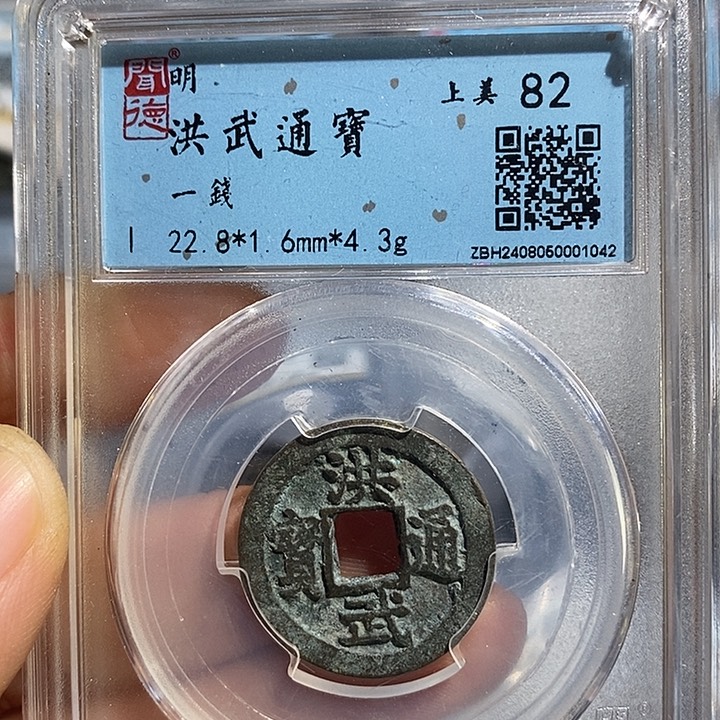 聞德®
明
上美 82
洪武通寶
一錢
| 22.8*1.6mm*4.3g
ZBH2408050001042
洪武通寶